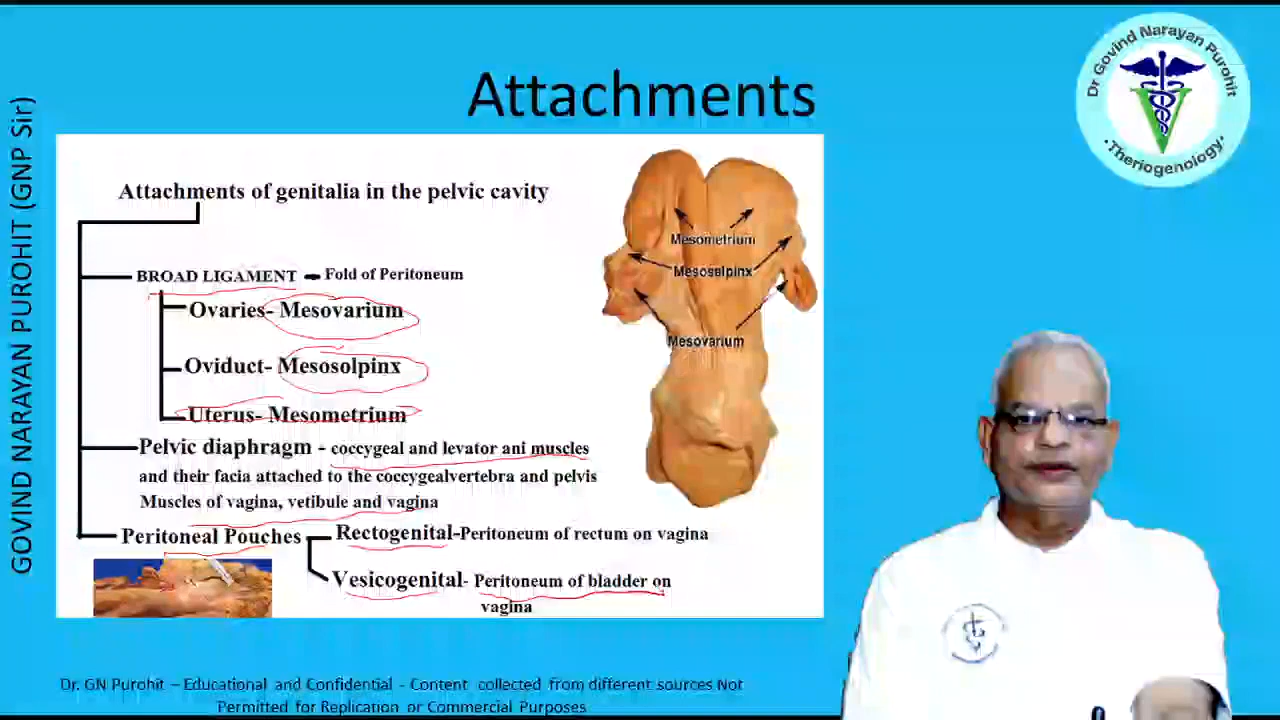 Attachments
GOVIND NARAYAN PUROHIT (GNP Sir)
Dr Govind Narayan Purohit
•Theriogenology•
Attachments of genitalia in the pelvic cavity
BROAD LIGAMENT - Fold of Peritoneum
Ovaries- Mesovarium
Oviduct- Mesosolpinx
Uterus- Mesometrium
Pelvic diaphragm - coccygeal and levator ani muscles
and their facia attached to the coccygealvertebra and pelvis
Muscles of vagina, vetibule and vagina
Peritoneal Pouches
Rectogenital-Peritoneum of rectum on vagina
Vesicogenital- Peritoneum of bladder on
vagina
Mesometrium
Mesosalpinx
Mesovarium
Dr. GN Purohit – Educational and Confidential - Content collected from different sources Not
Permitted for Replication or Commercial Purposes